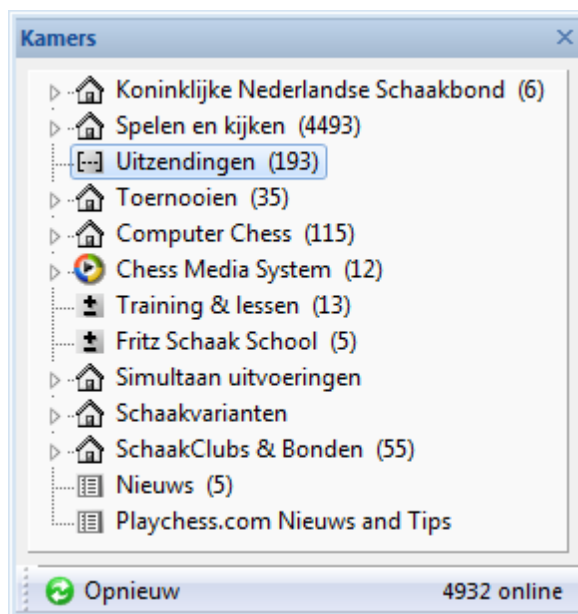 Kamers
Koninklijke Nederlandse Schaakbond (6)
Spelen en kijken (4493)
Uitzendingen (193)
Toernooien (35)
Computer Chess (115)
Chess Media System (12)
Training & lessen (13)
Fritz Schaak School (5)
Simultaan uitvoeringen
Schaakvarianten
SchaakClubs & Bonden (55)
Nieuws (5)
Playchess.com Nieuws and Tips
Opnieuw 4932 online